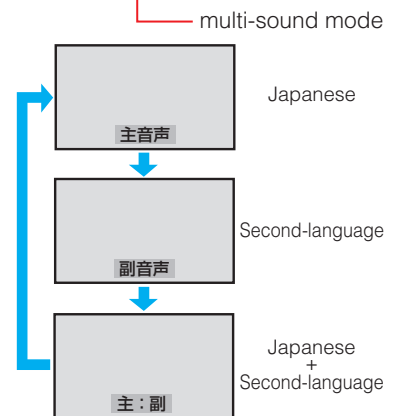 multi-sound mode
主音声
Japanese
副音声
Second-language
主：副
Japanese
+
Second-language